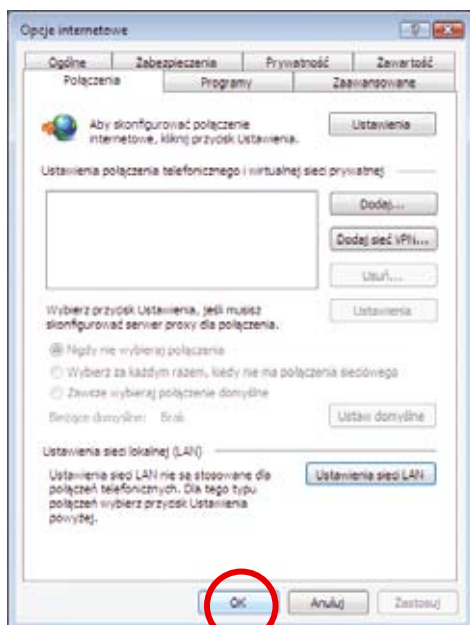 Opcje internetowe
Ogólne Zabezpieczenia Prywatność Zawartość
Połączenia Programy Zaawansowane
Aby skonfigurować połączenie
internetowe, kliknij przycisk Ustawienia.
Ustawienia
Ustawienia połączenia telefonicznego i wirtualnej sieci prywatnej
Dodaj...
Dodaj sieć VPN...
Usuń...
Wybierz przycisk Ustawienia, jeśli musisz
skonfigurować serwer proxy dla połączenia.
Ustawienia
Nigdy nie wybieraj połączenia
Wybierz za każdym razem, kiedy nie ma połączenia sieciowego
Zawsze wybieraj połączenie domyślne
Bieżące domyślne: Brak
Ustaw domyślne
Ustawienia sieci lokalnej (LAN)
Ustawienia sieci LAN nie są stosowane dla
połączeń telefonicznych. Dla tego typu
połączeń wybierz przycisk Ustawienia
powyżej.
Ustawienia sieci LAN
OK Anuluj Zastosuj